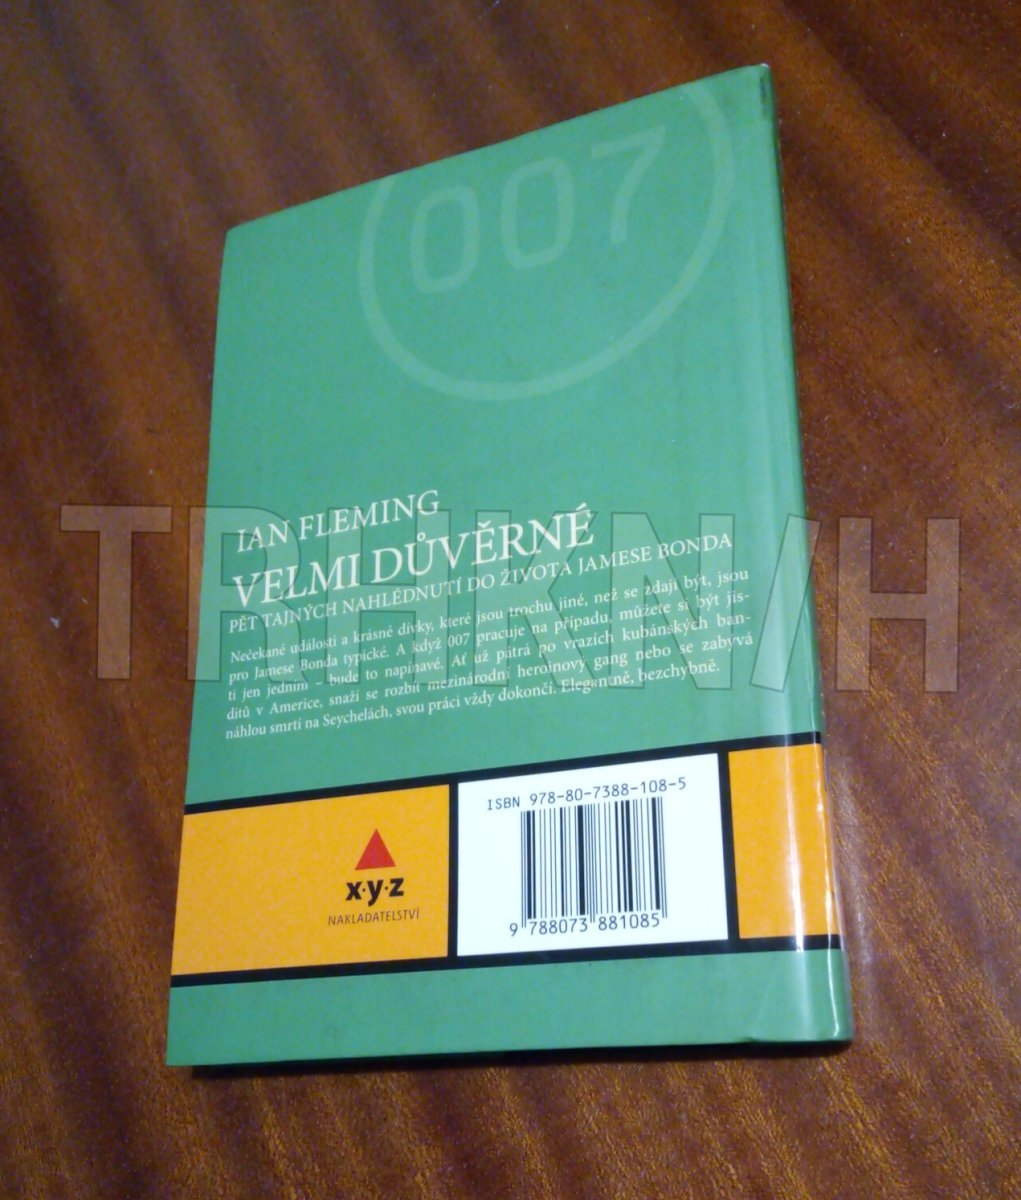 007
IAN FLEMING
VELMI DŮVĚRNÉ
PĚT TAJNÝCH NAHLÉDNUTÍ DO ŽIVOTA JAMESE BONDA
Nečekané události a krásné dívky, které jsou trochu jiné, než se zdají být, jsou
pro Jamese Bonda typické. A když 007 pracuje na případu, můžete si být jis-
ti jen jedním – bude to napínavé. Ať už pátrá po vrazích kubánských ban-
ditů v Americe, snaží se rozbít mezinárodní heroinový gang nebo se zabývá
náhlou smrtí na Seychelách, svou práci vždy dokončí. Elegantně, bezchybně.
ISBN 978-80-7388-108-5
x·y·z
NAKLADATELSTVÍ
9 788073 881085